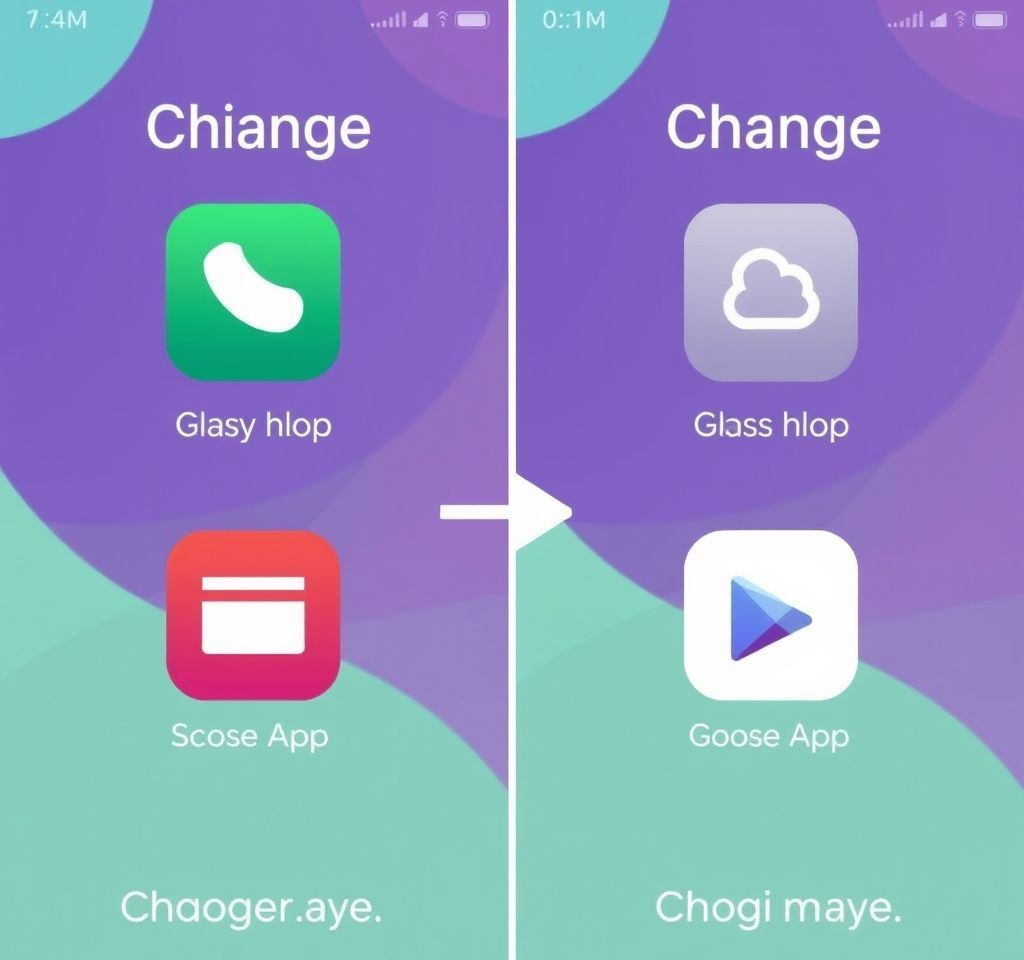 7:4M
Chiange
Glasy hlop
Scose App
Chaoger.aye.
0::1M
Change
Glass hlop
Goose App
Chogi maye.